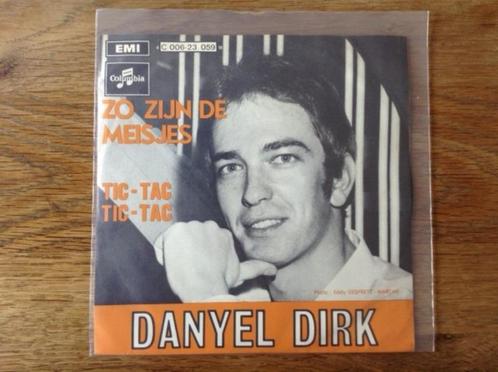 EMI
C 006-23.059
Columbia
ZO ZIJN DE
MEISJES
TIC-TAC
TIC-TAC
DANYEL DIRK